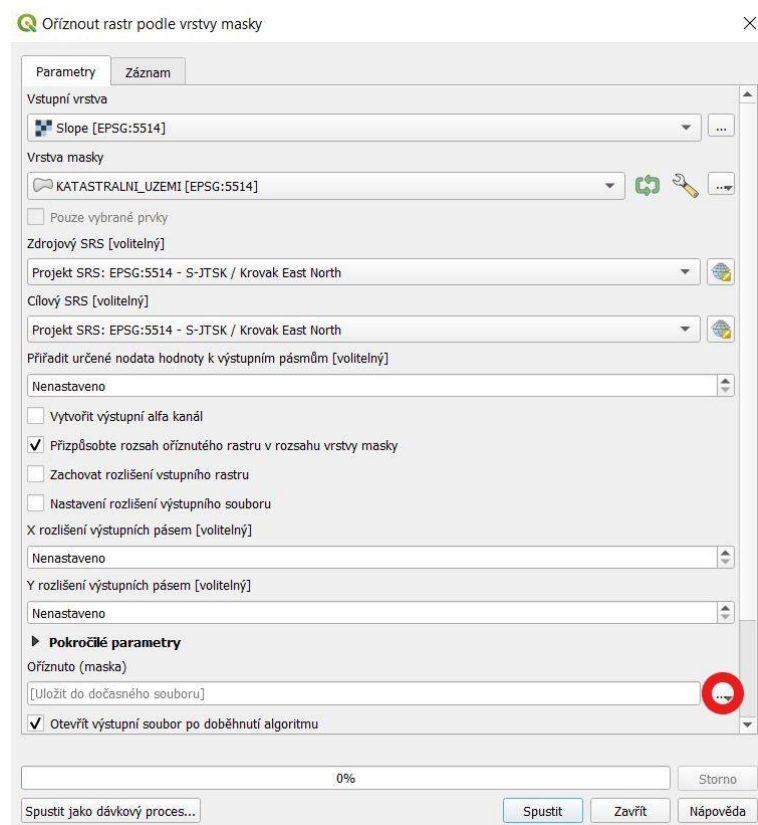 Oříznout rastr podle vrstvy masky
Parametry
Záznam
Vstupní vrstva
Slope [EPSG:5514]
...
Vrstva masky
KATASTRALNI_UZEMI [EPSG:5514]
...
Pouze vybrané prvky
Zdrojový SRS [volitelný]
Projekt SRS: EPSG:5514 - S-JTSK / Krovak East North
Cílový SRS [volitelný]
Projekt SRS: EPSG:5514 - S-JTSK / Krovak East North
Přiřadit určené nodata hodnoty k výstupním pásmům [volitelný]
Nenastaveno
Vytvořit výstupní alfa kanál
Přizpůsobte rozsah oříznutého rastru v rozsahu vrstvy masky
Zachovat rozlišení vstupního rastru
Nastavení rozlišení výstupního souboru
X rozlišení výstupních pásem [volitelný]
Nenastaveno
Y rozlišení výstupních pásem [volitelný]
Nenastaveno
Pokročilé parametry
Oříznuto (maska)
[Uložit do dočasného souboru]
...
Otevřít výstupní soubor po doběhnutí algoritmu
0%
Storno
Spustit jako dávkový proces...
Spustit
Zavřít
Nápověda